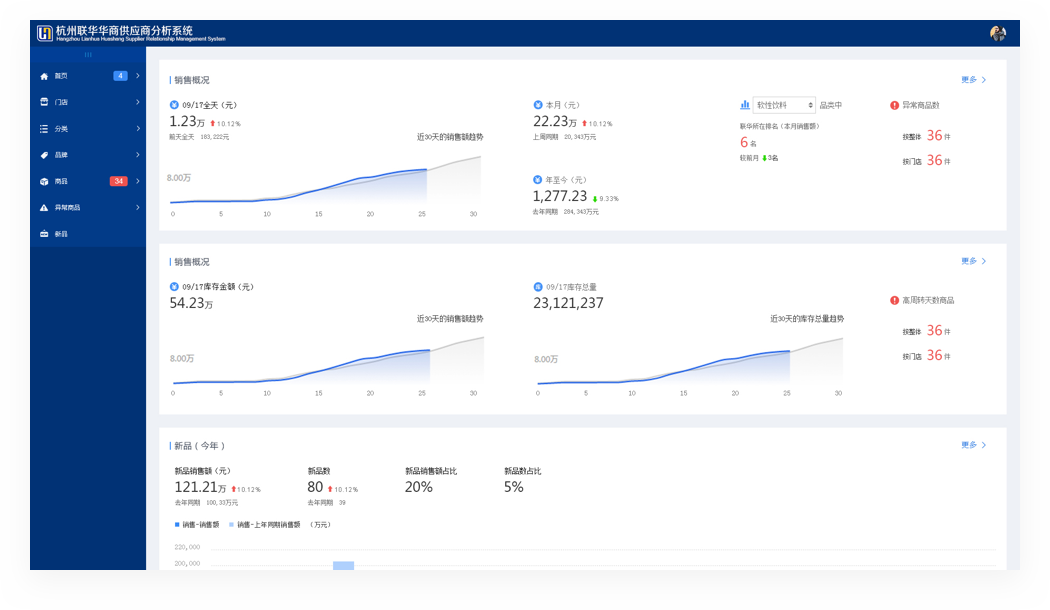 杭州联华华商供应商分析系统
Hangzhou Lianhua Huashang Supplier Relationship Management System
首页 4
门店
分类
品牌
商品 34
异常商品
新品
销售概况 更多
09/17全天（元）
1.23万 10.12%
前天全天 183,222元
近30天的销售额趋势
8.00万
0 5 10 15 20 25 30
本月（元）
22.23万 10.12%
上周同期 20,343万元
年至今（元）
1,277.23 9.33%
去年同期 284,343万元
软性饮料 品类中
联华所在排名（本月销售额）
6名
较前月 3名
异常商品数
按整体 36件
按门店 36件
销售概况 更多
09/17库存金额（元）
54.23万
近30天的销售额趋势
8.00万
0 5 10 15 20 25 30
09/17库存总量
23,121,237
近30天的库存总量趋势
8.00万
0 5 10 15 20 25 30
高周转天数商品
按整体 36件
按门店 36件
新品（今年） 更多
新品销售额（元） 新品数 新品销售额占比 新品数占比
121.21万 10.12% 80 10.12% 20% 5%
去年同期 100,33万元 去年同期 39
销售-销售额 销售-上年同期销售额 （万元）
220,000
200,000